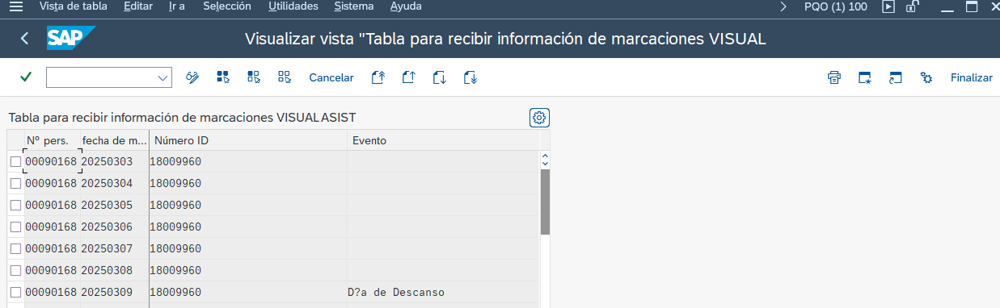 Vista de tabla Editar Ir a Selección Utilidades Sistema Ayuda PQO (1) 100
SAP Visualizar vista "Tabla para recibir información de marcaciones VISUAL
Cancelar Finalizar
Tabla para recibir información de marcaciones VISUALASIST
Nº pers. fecha de m... Número ID Evento
00090168 20250303 18009960
00090168 20250304 18009960
00090168 20250305 18009960
00090168 20250306 18009960
00090168 20250307 18009960
00090168 20250308 18009960
00090168 20250309 18009960 D?a de Descanso